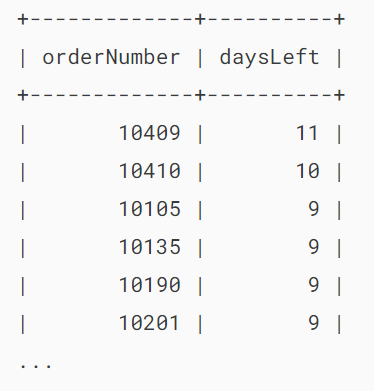 +-------------+----------+
| orderNumber | daysLeft |
+-------------+----------+
|       10409 |       11 |
|       10410 |       10 |
|       10105 |        9 |
|       10135 |        9 |
|       10190 |        9 |
|       10201 |        9 |
...